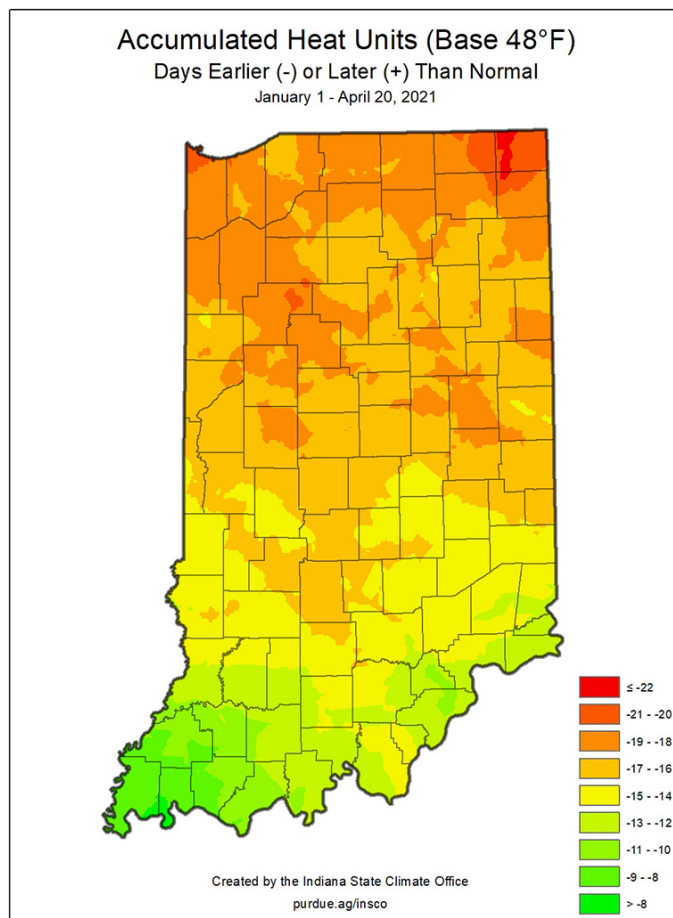 Accumulated Heat Units (Base 48°F)
Days Earlier (-) or Later (+) Than Normal
January 1 - April 20, 2021
≤ -22
-21 - -20
-19 - -18
-17 - -16
-15 - -14
-13 - -12
-11 - -10
-9 - -8
> -8
Created by the Indiana State Climate Office
purdue.ag/insco